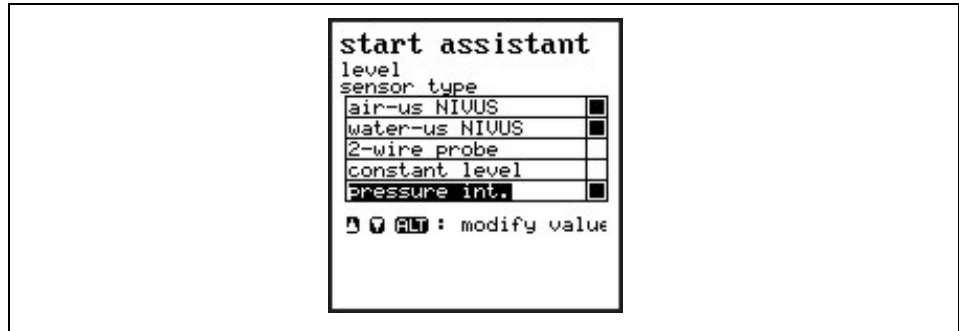 start assistant
level
sensor type
air-us NIVUS
water-us NIVUS
2-wire probe
constant level
pressure int.
ALT : modify value